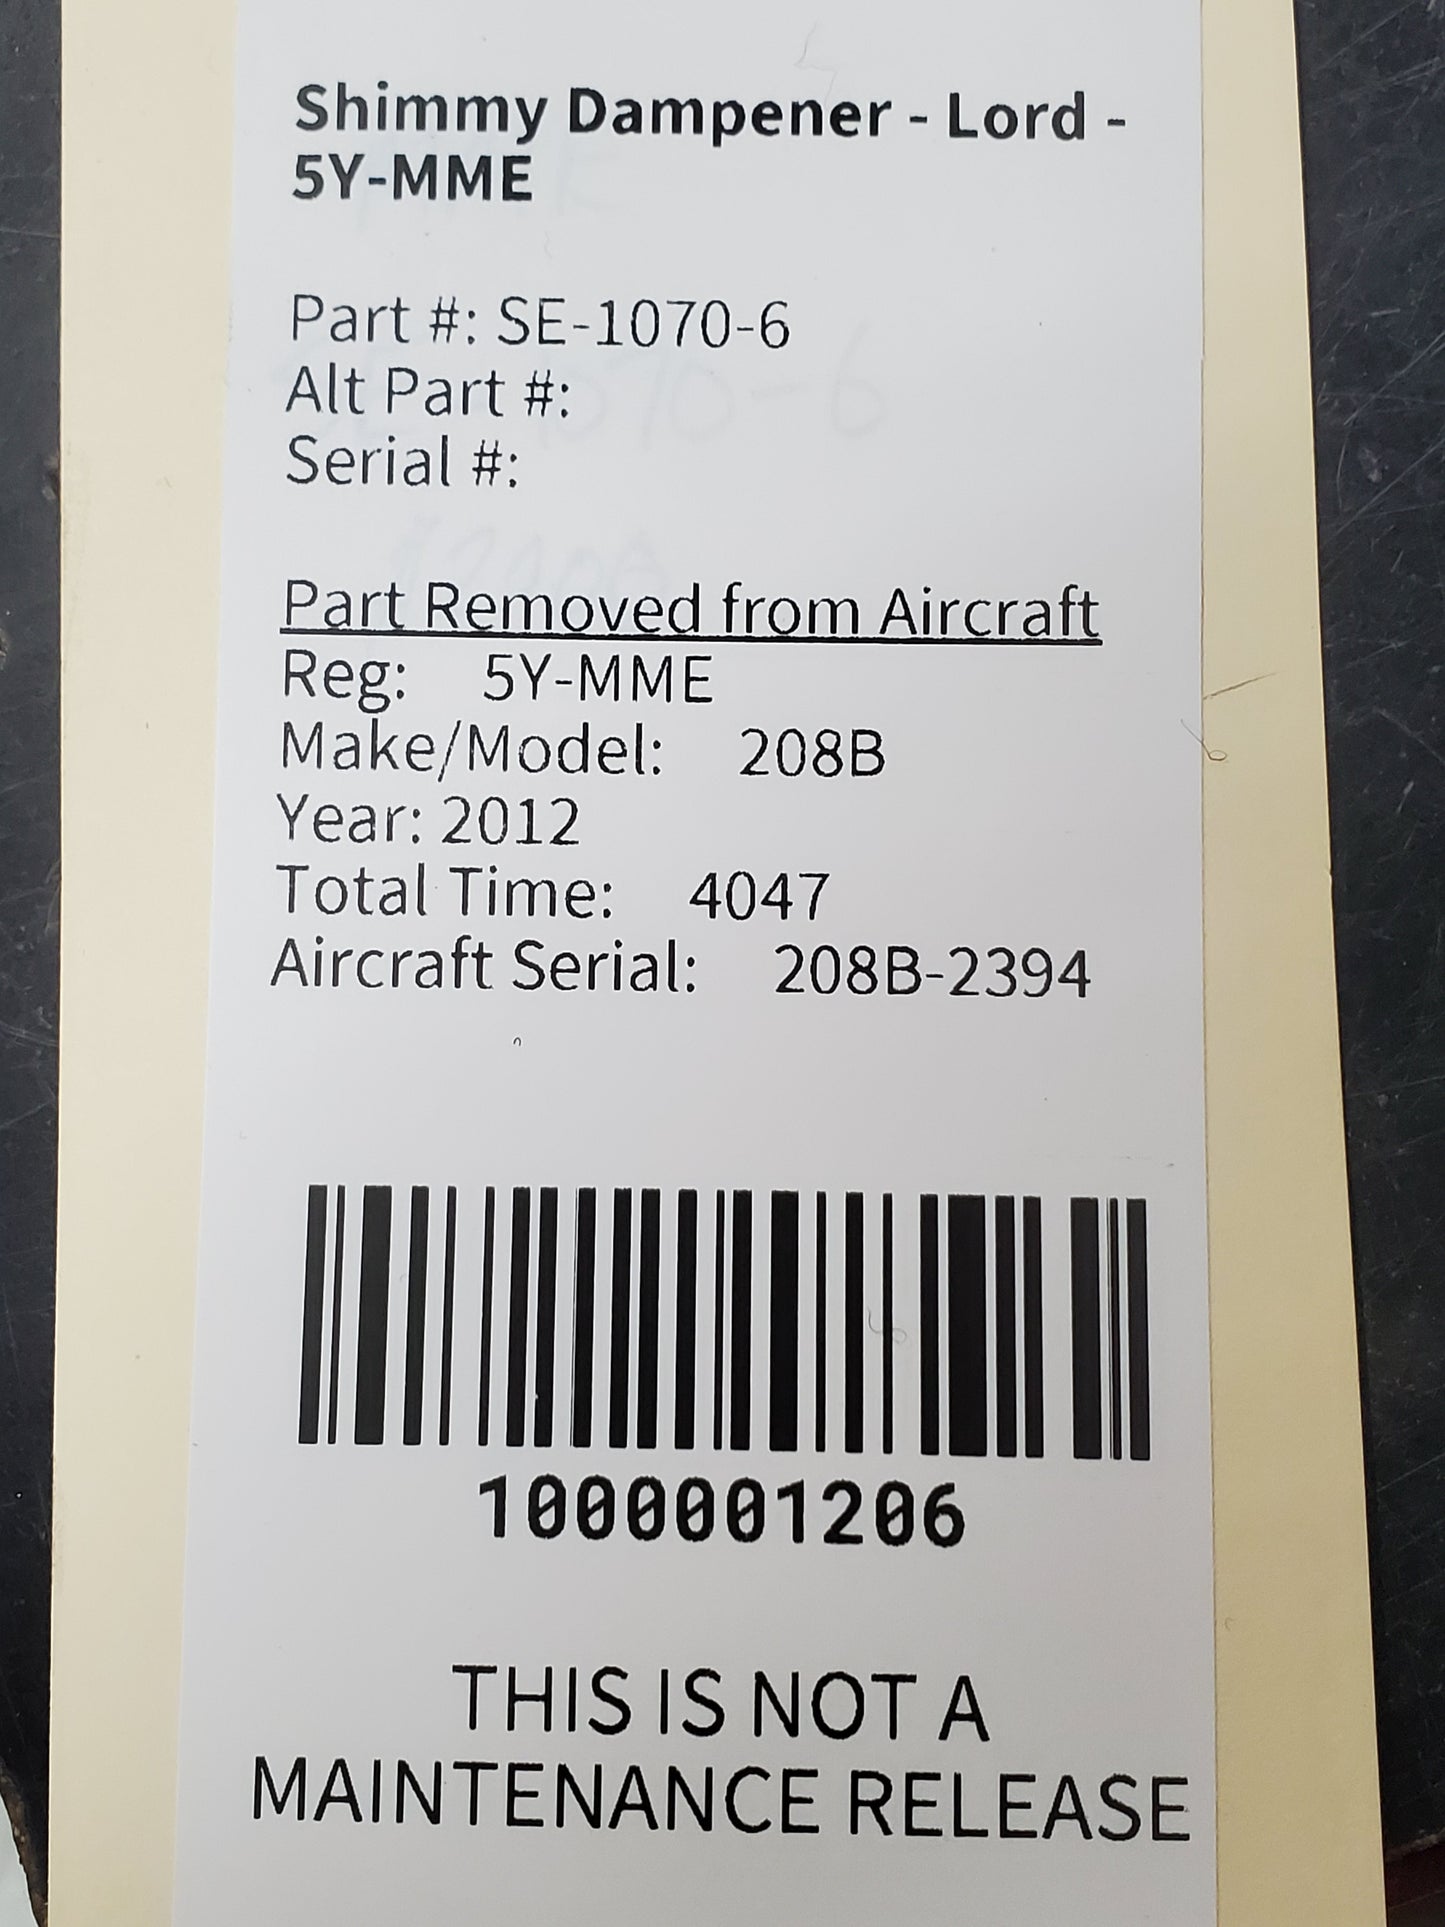 Shimmy Dampener - Lord -
5Y-MME
Part #: SE-1070-6
Alt Part #:
Serial #:
Part Removed from Aircraft
Reg: 5Y-MME
Make/Model: 208B
Year: 2012
Total Time: 4047
Aircraft Serial: 208B-2394
1000001206
THIS IS NOT A
MAINTENANCE RELEASE